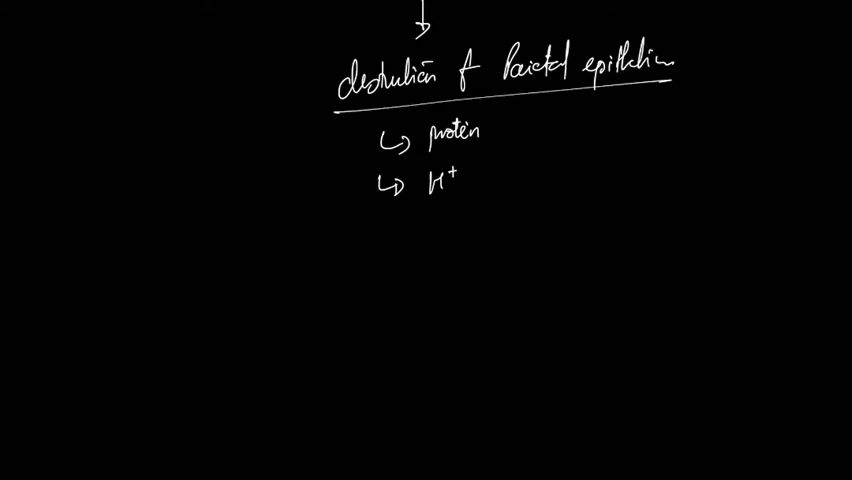 destruction of Parietal epithelium
↳ protein
↳ H⁺